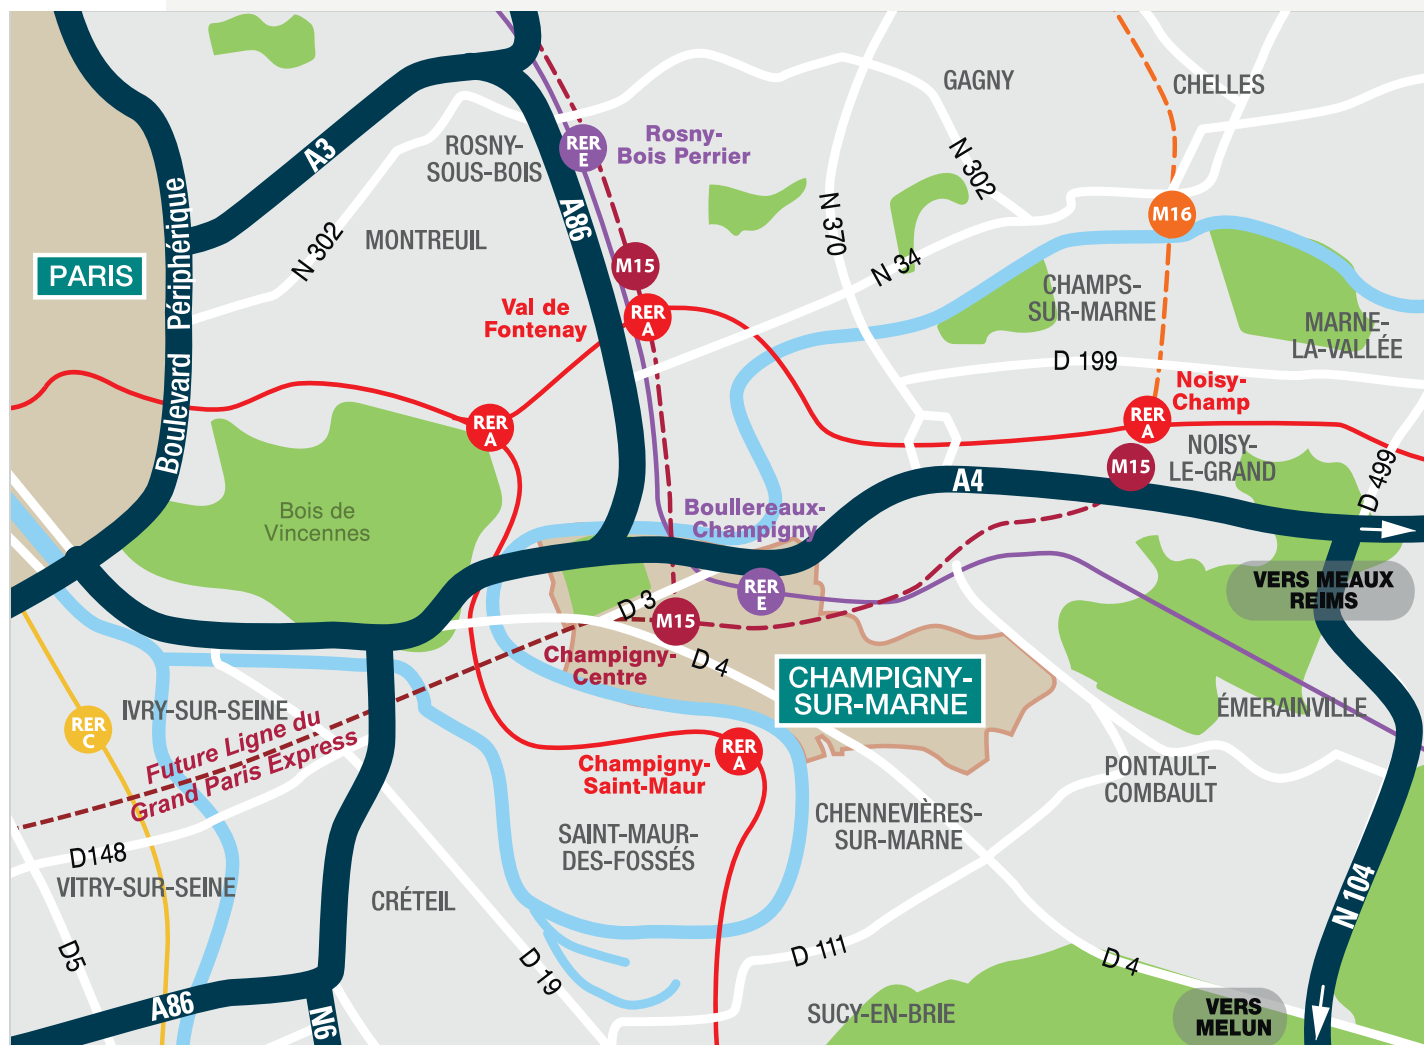 GAGNY
CHELLES
A3
ROSNY-
SOUS-BOIS
RER
E
Rosny-
Bois Perrier
N 302
A86
MONTREUIL
N 302
N 370
M16
PARIS
Boulevard Périphérique
M15
N 34
CHAMPS-
SUR-MARNE
Val de
Fontenay
RER
A
MARNE-
LA-VALLÉE
D 199
Noisy-
Champ
RER
A
RER
A
NOISY-
LE-GRAND
M15
A4
D 499
Bois de
Vincennes
Boullereaux-
Champigny
VERS MEAUX
REIMS
RER
E
D 3
M15
Champigny-
Centre
D 4
CHAMPIGNY-
SUR-MARNE
IVRY-SUR-SEINE
RER
C
Future Ligne du
Grand Paris Express
ÉMERAINVILLE
RER
A
Champigny-
Saint-Maur
PONTAULT-
COMBAULT
CHENNEVIÈRES-
SUR-MARNE
SAINT-MAUR-
DES-FOSSÉS
D148
VITRY-SUR-SEINE
CRÉTEIL
N 104
D5
D 19
D 111
D 4
A86
N6
SUCY-EN-BRIE
VERS
MELUN